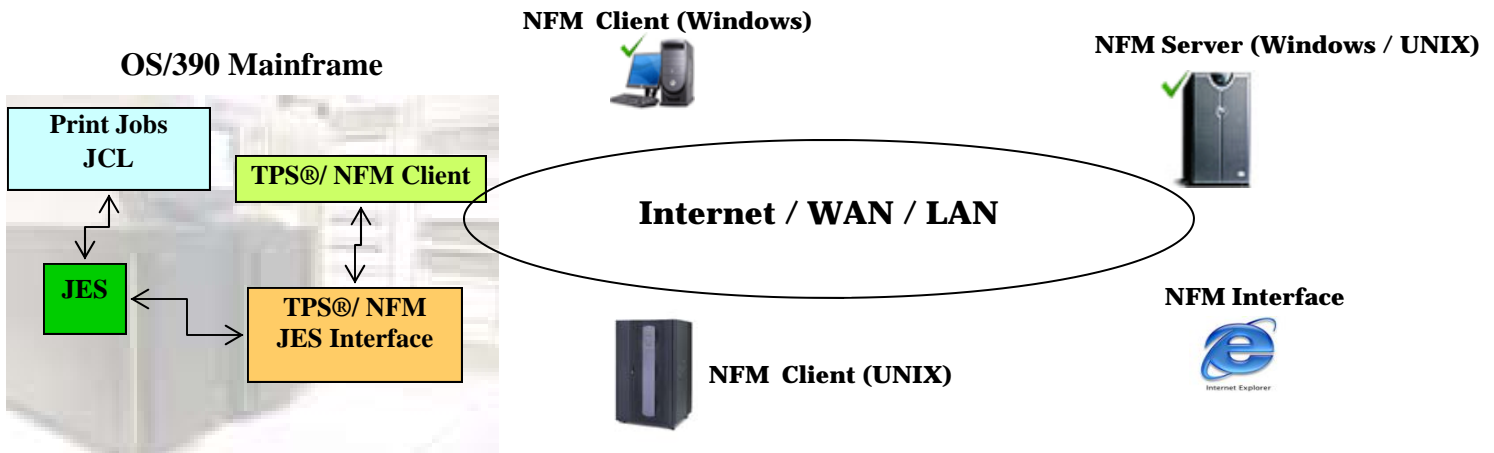 NFM Client (Windows)
NFM Server (Windows / UNIX)
OS/390 Mainframe
Print Jobs
JCL
TPS®/ NFM Client
Internet / WAN / LAN
JES
TPS®/ NFM
JES Interface
NFM Interface
Internet Explorer
NFM Client (UNIX)